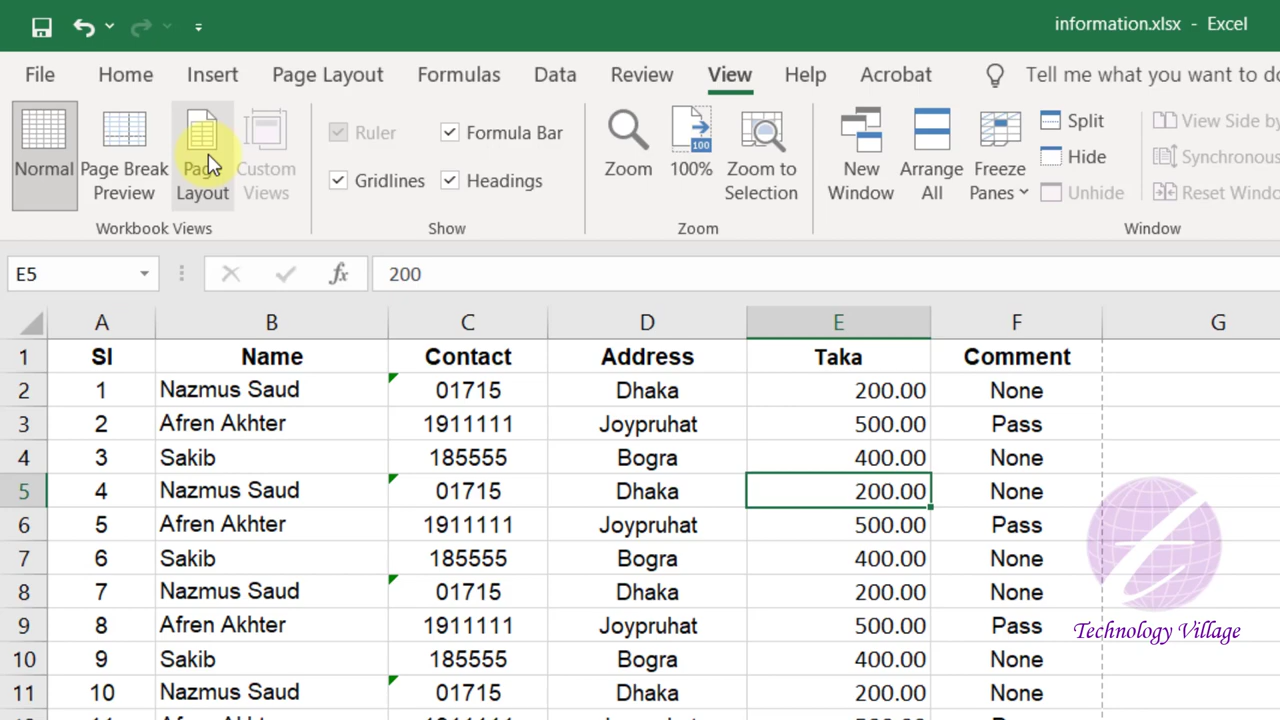 information.xlsx - Excel
File Home Insert Page Layout Formulas Data Review View Help Acrobat Tell me what you want to do
Normal Page Break Preview Page Layout Custom Views
Workbook Views
Ruler Formula Bar
Gridlines Headings
Show
Zoom 100% Zoom to Selection
100
Zoom
New Window Arrange All Freeze Panes
Split View Side by
Hide Synchronous
Unhide Reset Windo
Window
E5 fx 200
A B C D E F G
1 SI Name Contact Address Taka Comment
2 1 Nazmus Saud 01715 Dhaka 200.00 None
3 2 Afren Akhter 1911111 Joypruhat 500.00 Pass
4 3 Sakib 185555 Bogra 400.00 None
5 4 Nazmus Saud 01715 Dhaka 200.00 None
6 5 Afren Akhter 1911111 Joypruhat 500.00 Pass
7 6 Sakib 185555 Bogra 400.00 None
8 7 Nazmus Saud 01715 Dhaka 200.00 None
9 8 Afren Akhter 1911111 Joypruhat 500.00 Pass
10 9 Sakib 185555 Bogra 400.00 None
11 10 Nazmus Saud 01715 Dhaka 200.00 None
Technology Village